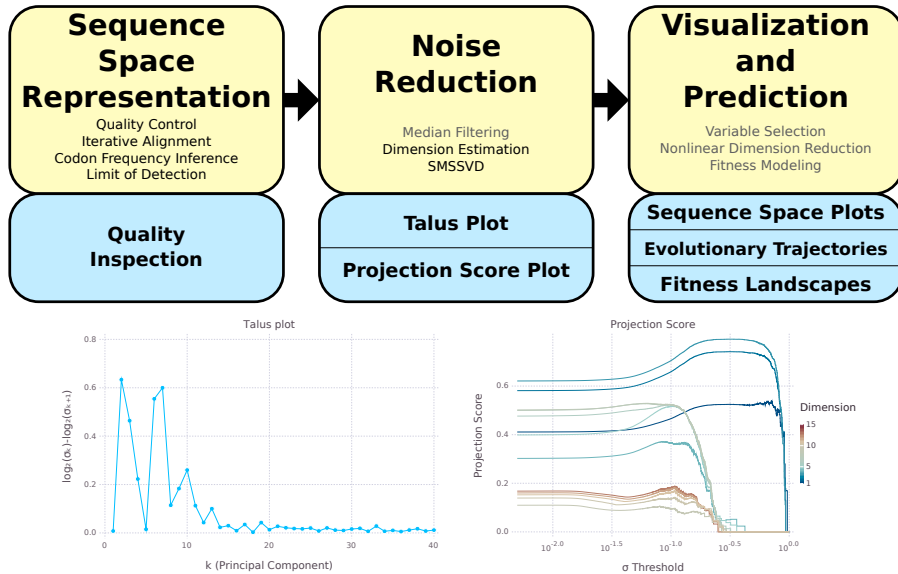 Sequence
Space
Representation
Quality Control
Iterative Alignment
Codon Frequency Inference
Limit of Detection
Quality
Inspection
Noise
Reduction
Median Filtering
Dimension Estimation
SMSSVD
Talus Plot
Projection Score Plot
Visualization
and
Prediction
Variable Selection
Nonlinear Dimension Reduction
Fitness Modeling
Sequence Space Plots
Evolutionary Trajectories
Fitness Landscapes
Talus plot
log₂(σₖ)-log₂(σₖ₊₁)
0.8
0.6
0.4
0.2
0.0
0 10 20 30 40
k (Principal Component)
Projection Score
Projection Score
0.6
0.4
0.2
0.0
10⁻²·⁰ 10⁻¹·⁵ 10⁻¹·⁰ 10⁻⁰·⁵ 10⁰·⁰
σ Threshold
Dimension
15
10
5
1